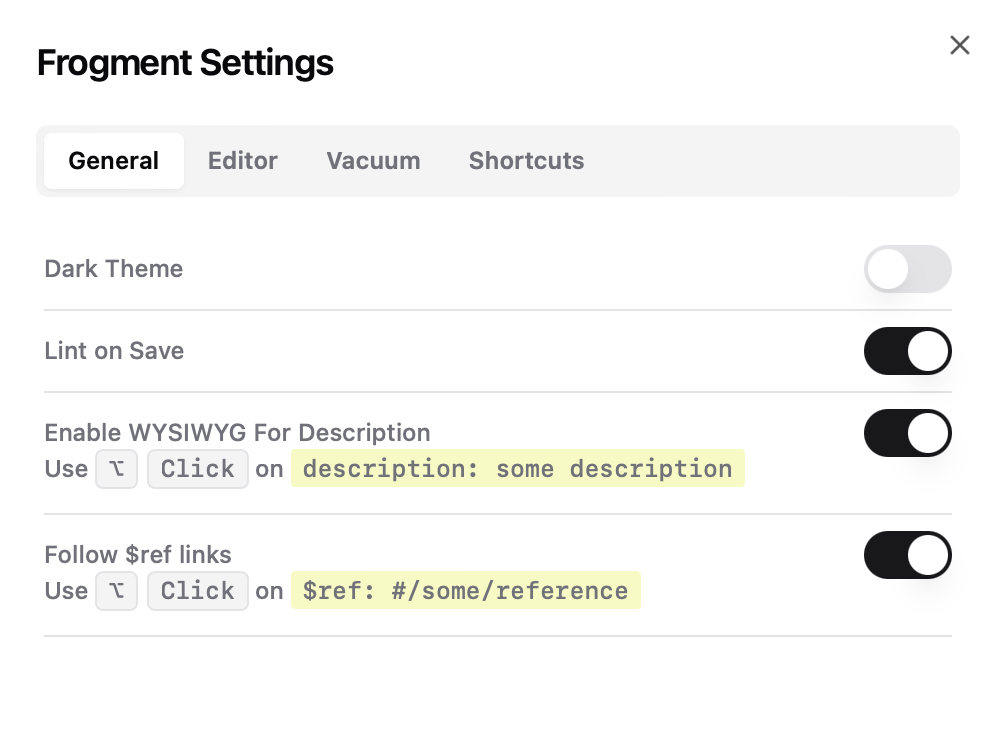 Frogment Settings
General Editor Vacuum Shortcuts
Dark Theme
Lint on Save
Enable WYSIWYG For Description
Use ⌥ Click on description: some description
Follow $ref links
Use ⌥ Click on $ref: #/some/reference